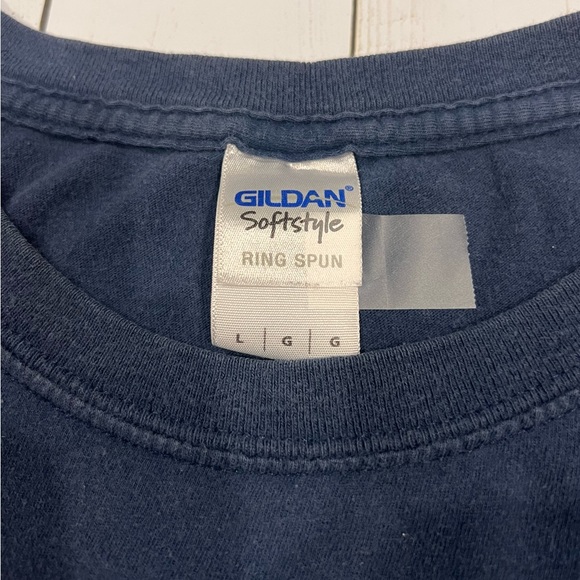 GILDAN®
Softstyle
RING SPUN
L | G | G